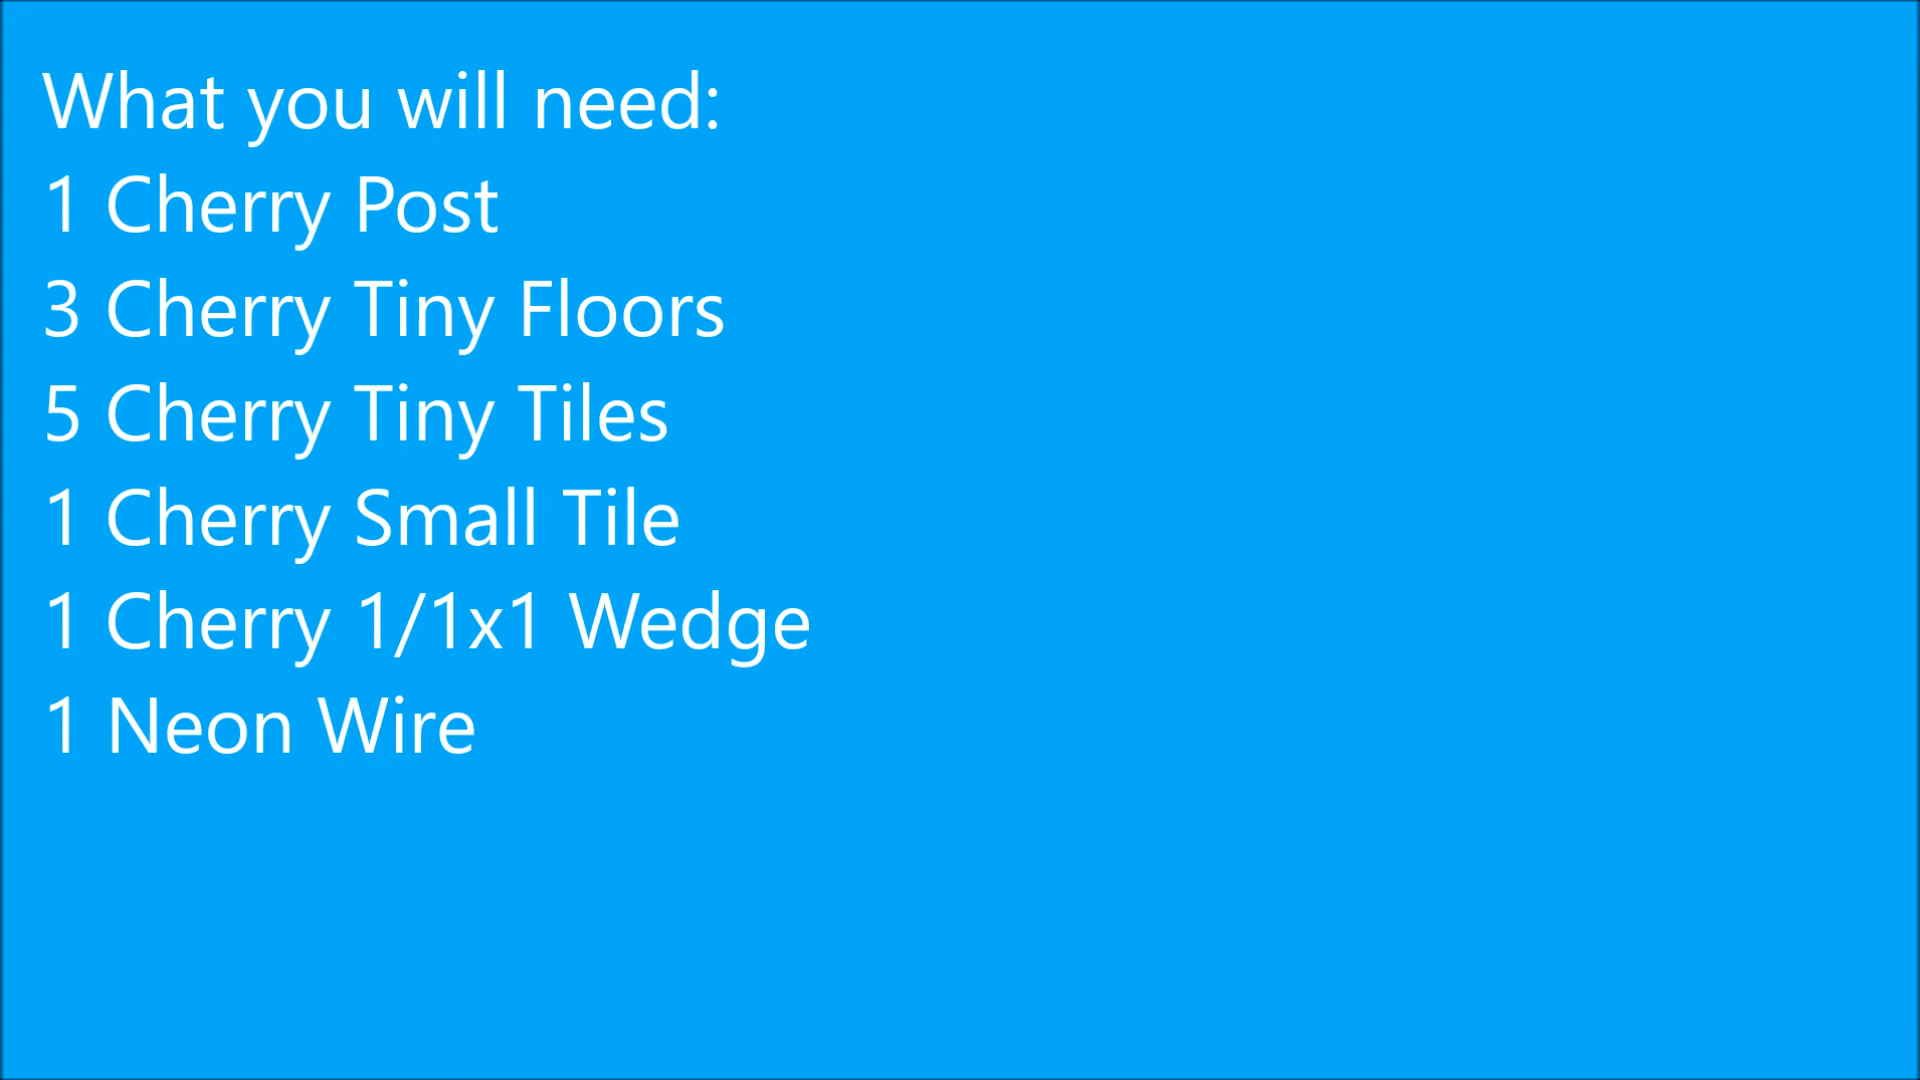 What you will need:
1 Cherry Post
3 Cherry Tiny Floors
5 Cherry Tiny Tiles
1 Cherry Small Tile
1 Cherry 1/1x1 Wedge
1 Neon Wire